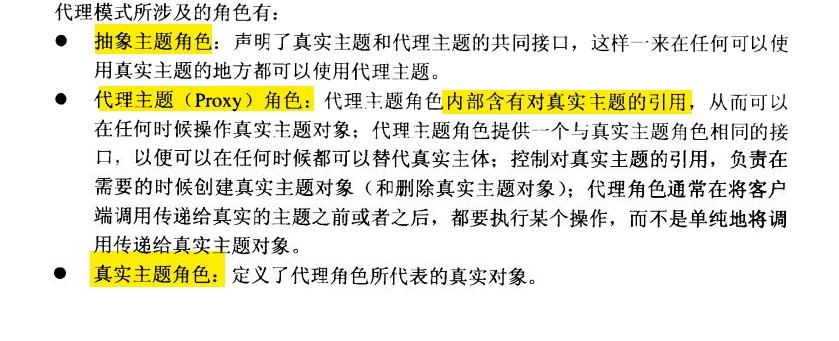 代理模式所涉及的角色有：
● 抽象主题角色：声明了真实主题和代理主题的共同接口，这样一来在任何可以使
用真实主题的地方都可以使用代理主题。
● 代理主题（Proxy）角色：代理主题角色内部含有对真实主题的引用，从而可以
在任何时候操作真实主题对象；代理主题角色提供一个与真实主题角色相同的接
口，以便可以在任何时候都可以替代真实主体；控制对真实主题的引用，负责在
需要的时候创建真实主题对象（和删除真实主题对象）；代理角色通常在将客户
端调用传递给真实的主题之前或者之后，都要执行某个操作，而不是单纯地将调
用传递给真实主题对象。
● 真实主题角色：定义了代理角色所代表的真实对象。